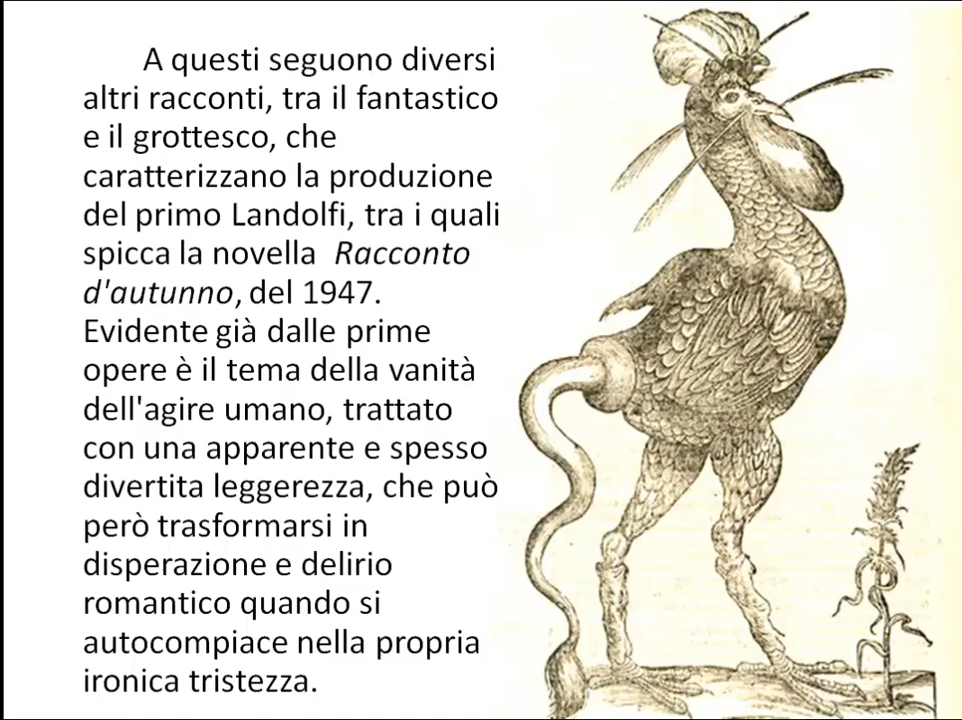 A questi seguono diversi
altri racconti, tra il fantastico
e il grottesco, che
caratterizzano la produzione
del primo Landolfi, tra i quali
spicca la novella Racconto
d'autunno, del 1947.
Evidente già dalle prime
opere è il tema della vanità
dell'agire umano, trattato
con una apparente e spesso
divertita leggerezza, che può
però trasformarsi in
disperazione e delirio
romantico quando si
autocompiace nella propria
ironica tristezza.